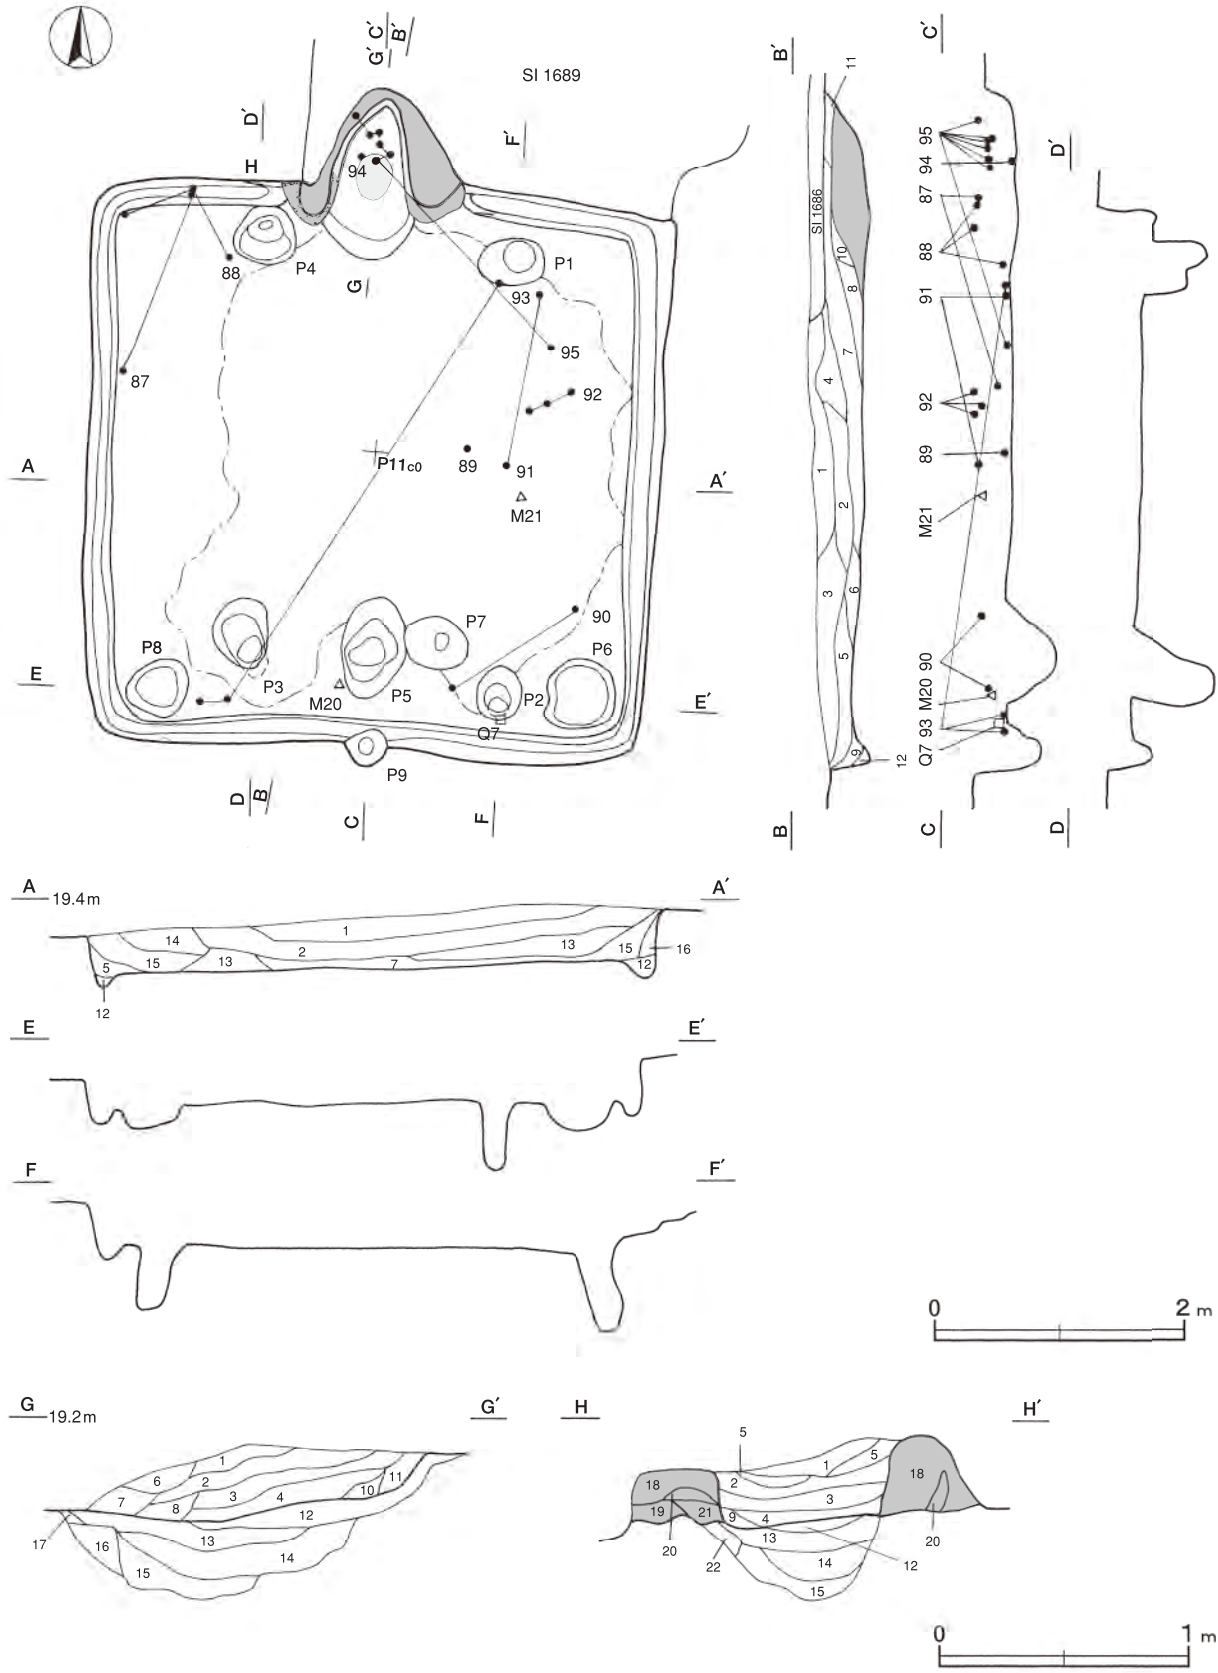 C′
G′
B′
SI 1689
D′
F′
H
94
P4
88
G
P1
93
95
87
92
P11c0
89
91
A
A′
M21
90
P7
P8
P6
E
P3
M20
P5
P2
E′
Q7
P9
D
B
C
F
B′
11
SI 1686
10
8
7
4
1
2
3
6
5
9
12
B
C′
95
94
87
88
91
92
89
M21
90
M20
93
Q7
C
D′
D
A
19.4m
A′
1
14
2
13
15
16
5
15
13
7
12
12
E
E′
F
F′
0
2 m
G
19.2m
G′
1
6
2
11
7
8
3
4
10
12
17
16
13
14
15
H
H′
5
1
5
18
2
18
3
19
21
9
4
20
13
12
20
22
14
15
0
1 m